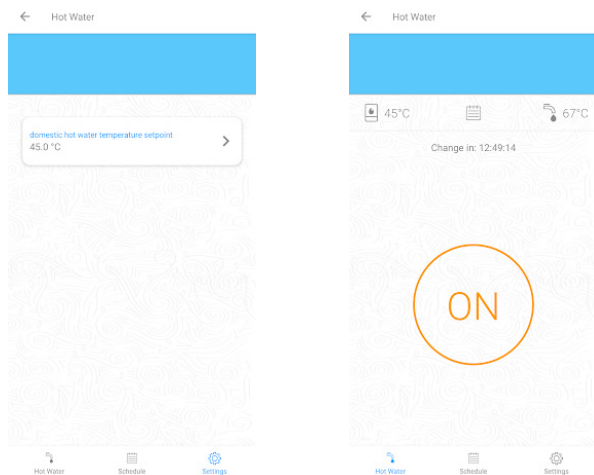 Hot Water
domestic hot water temperature setpoint
45.0 °C
Hot Water
Schedule
Settings
Hot Water
45°C
67°C
Change in: 12:49:14
ON
Hot Water
Schedule
Settings